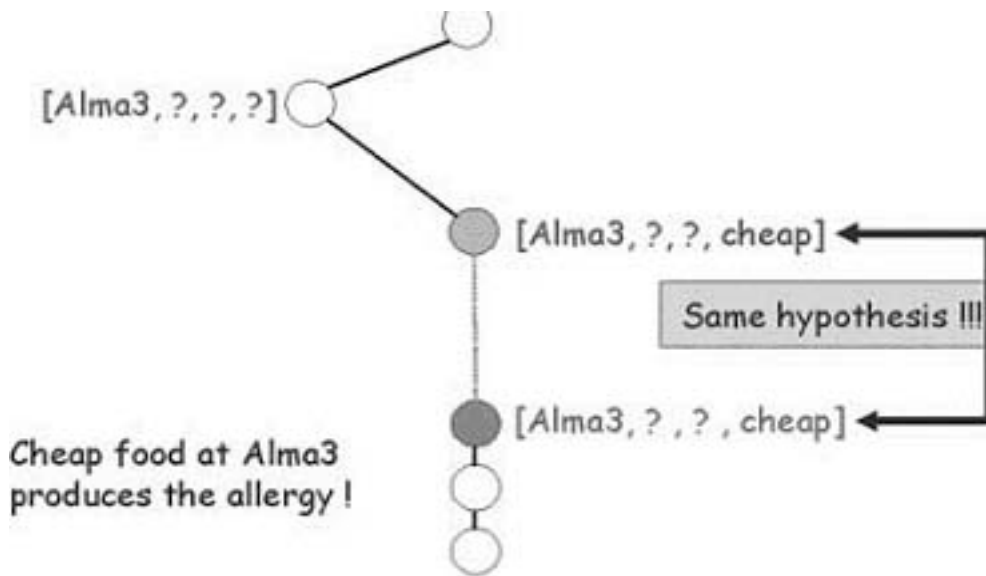 [Alma3, ?, ?, ?]
[Alma3, ?, ?, cheap]
Same hypothesis !!!
[Alma3, ? , ? , cheap]
Cheap food at Alma3
produces the allergy !